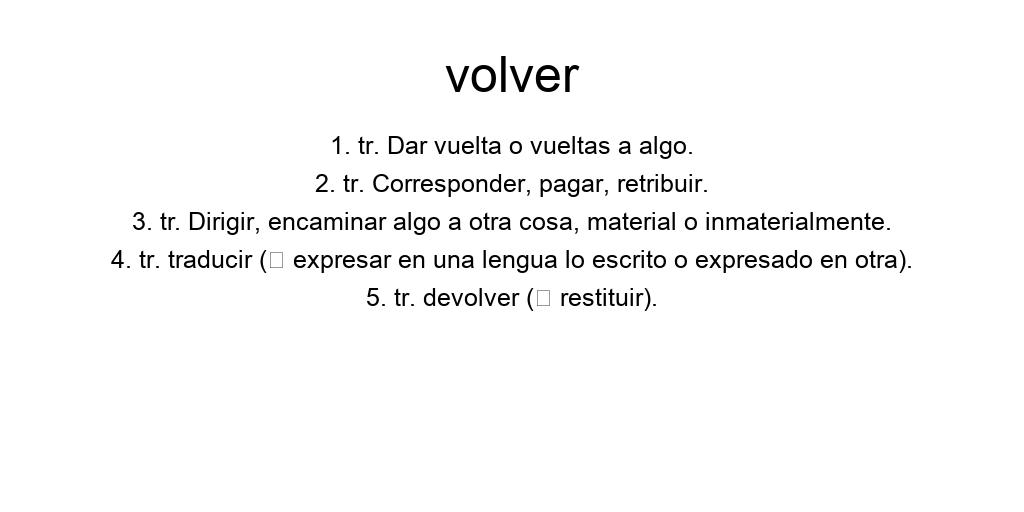 volver
1. tr. Dar vuelta o vueltas a algo.
2. tr. Corresponder, pagar, retribuir.
3. tr. Dirigir, encaminar algo a otra cosa, material o inmaterialmente.
4. tr. traducir (□ expresar en una lengua lo escrito o expresado en otra).
5. tr. devolver (□ restituir).